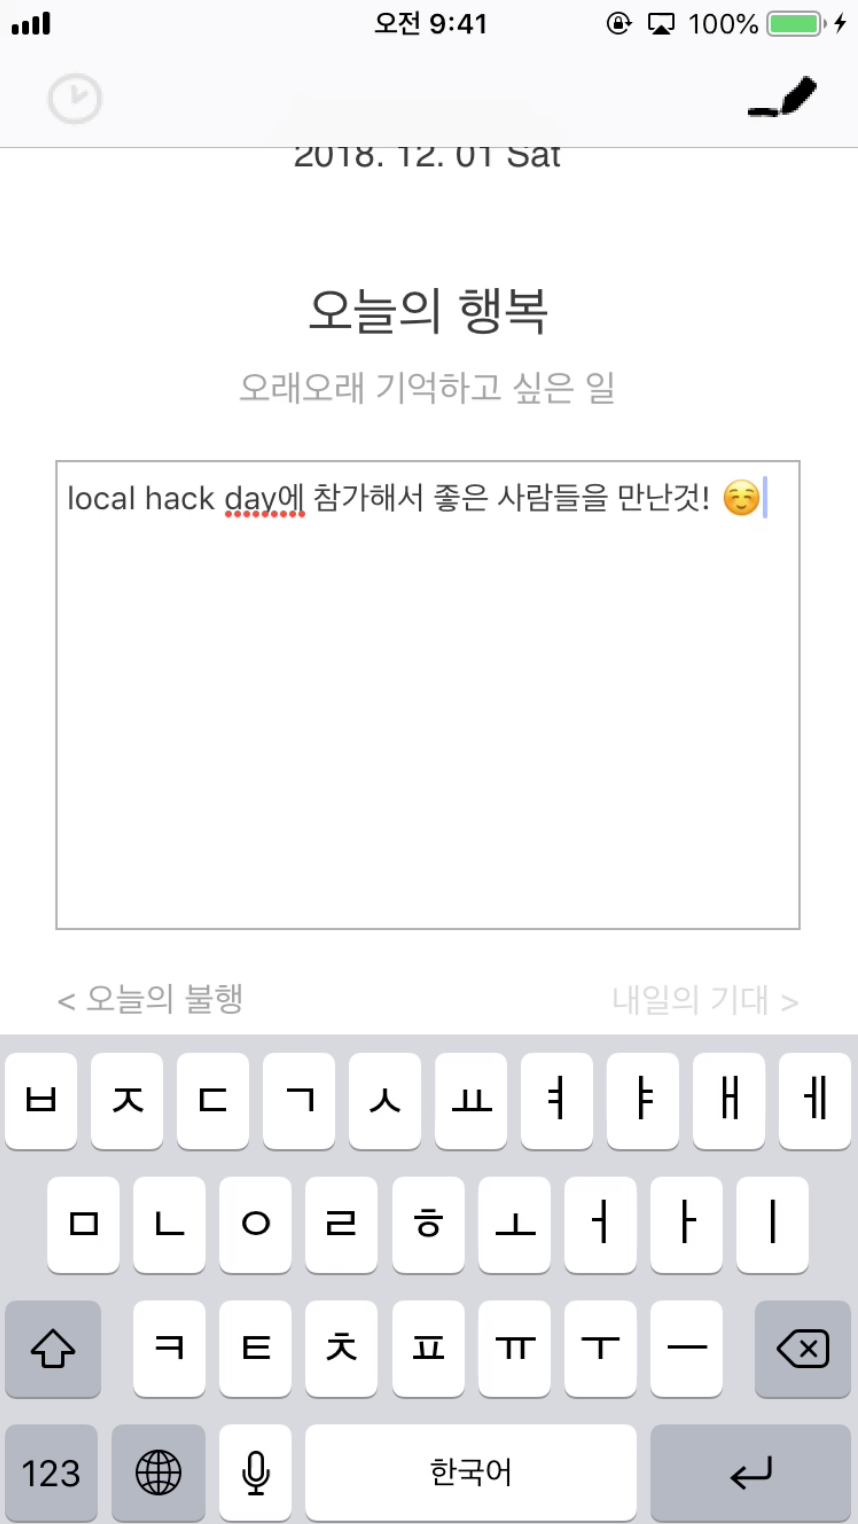 오전 9:41
100%
2018. 12. 01 Sat
오늘의 행복
오래오래 기억하고 싶은 일
local hack day에 참가해서 좋은 사람들을 만난것! ☺️
< 오늘의 불행
내일의 기대 >
ㅂ ㅈ ㄷ ㄱ ㅅ ㅛ ㅕ ㅑ ㅐ ㅔ
ㅁ ㄴ ㅇ ㄹ ㅎ ㅗ ㅓ ㅏ ㅣ
ㅋ ㅌ ㅊ ㅍ ㅠ ㅜ ㅡ
123 한국어